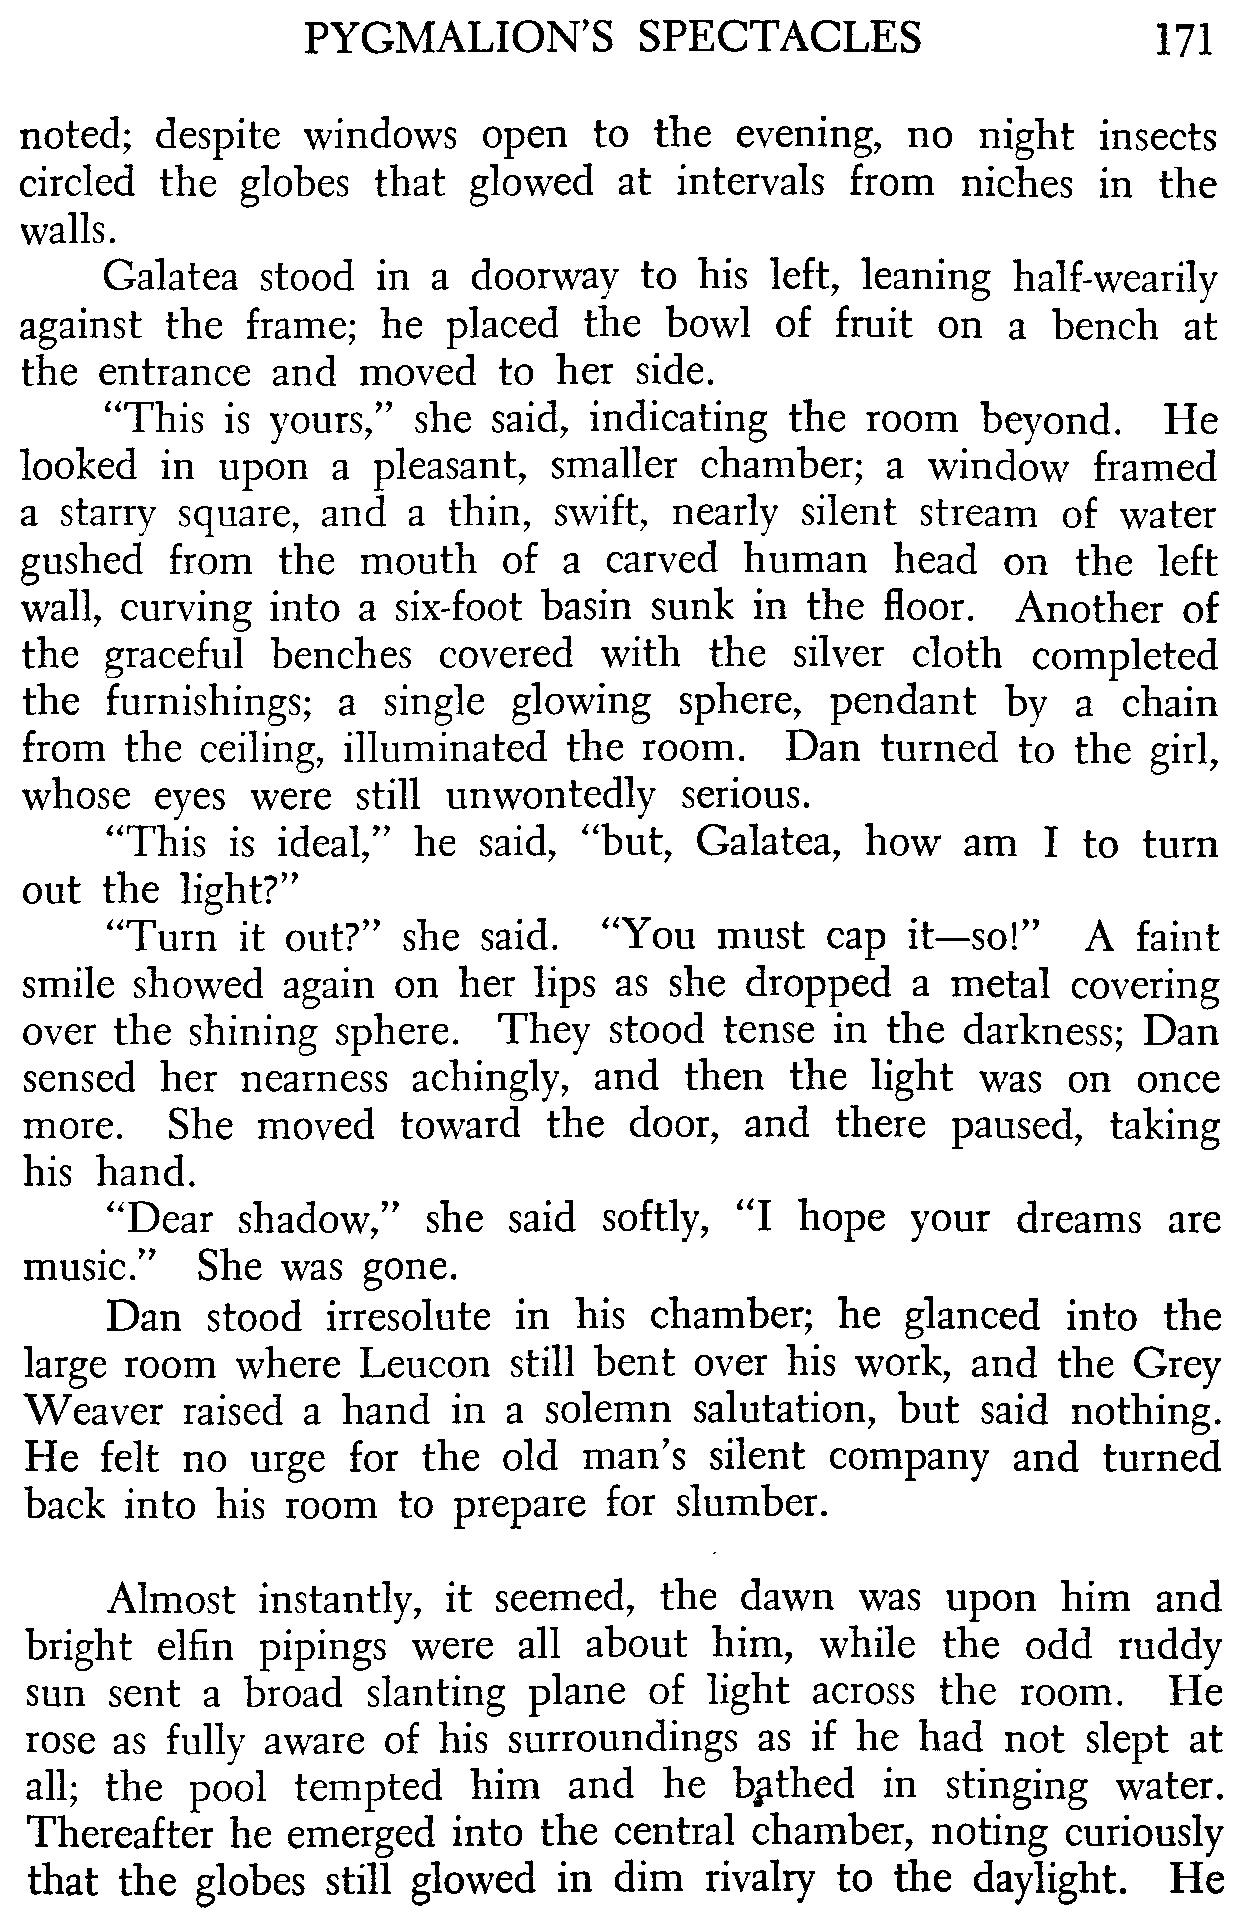 PYGMALION'S SPECTACLES 171
noted; despite windows open to the evening, no night insects
circled the globes that glowed at intervals from niches in the
walls.
Galatea stood in a doorway to his left, leaning half-wearily
against the frame; he placed the bowl of fruit on a bench at
the entrance and moved to her side.
“This is yours,” she said, indicating the room beyond. He
looked in upon a pleasant, smaller chamber; a window framed
a starry square, and a thin, swift, nearly silent stream of water
gushed from the mouth of a carved human head on the left
wall, curving into a six-foot basin sunk in the floor. Another of
the graceful benches covered with the silver cloth completed
the furnishings; a single glowing sphere, pendant by a chain
from the ceiling, illuminated the room. Dan turned to the girl,
whose eyes were still unwontedly serious.
“This is ideal,” he said, “but, Galatea, how am I to turn
out the light?”
“Turn it out?” she said. “You must cap it—so!” A faint
smile showed again on her lips as she dropped a metal covering
over the shining sphere. They stood tense in the darkness; Dan
sensed her nearness achingly, and then the light was on once
more. She moved toward the door, and there paused, taking
his hand.
“Dear shadow,” she said softly, “I hope your dreams are
music.” She was gone.
Dan stood irresolute in his chamber; he glanced into the
large room where Leucon still bent over his work, and the Grey
Weaver raised a hand in a solemn salutation, but said nothing.
He felt no urge for the old man's silent company and turned
back into his room to prepare for slumber.
Almost instantly, it seemed, the dawn was upon him and
bright elfin pipings were all about him, while the odd ruddy
sun sent a broad slanting plane of light across the room. He
rose as fully aware of his surroundings as if he had not slept at
all; the pool tempted him and he bathed in stinging water.
Thereafter he emerged into the central chamber, noting curiously
that the globes still glowed in dim rivalry to the daylight. He